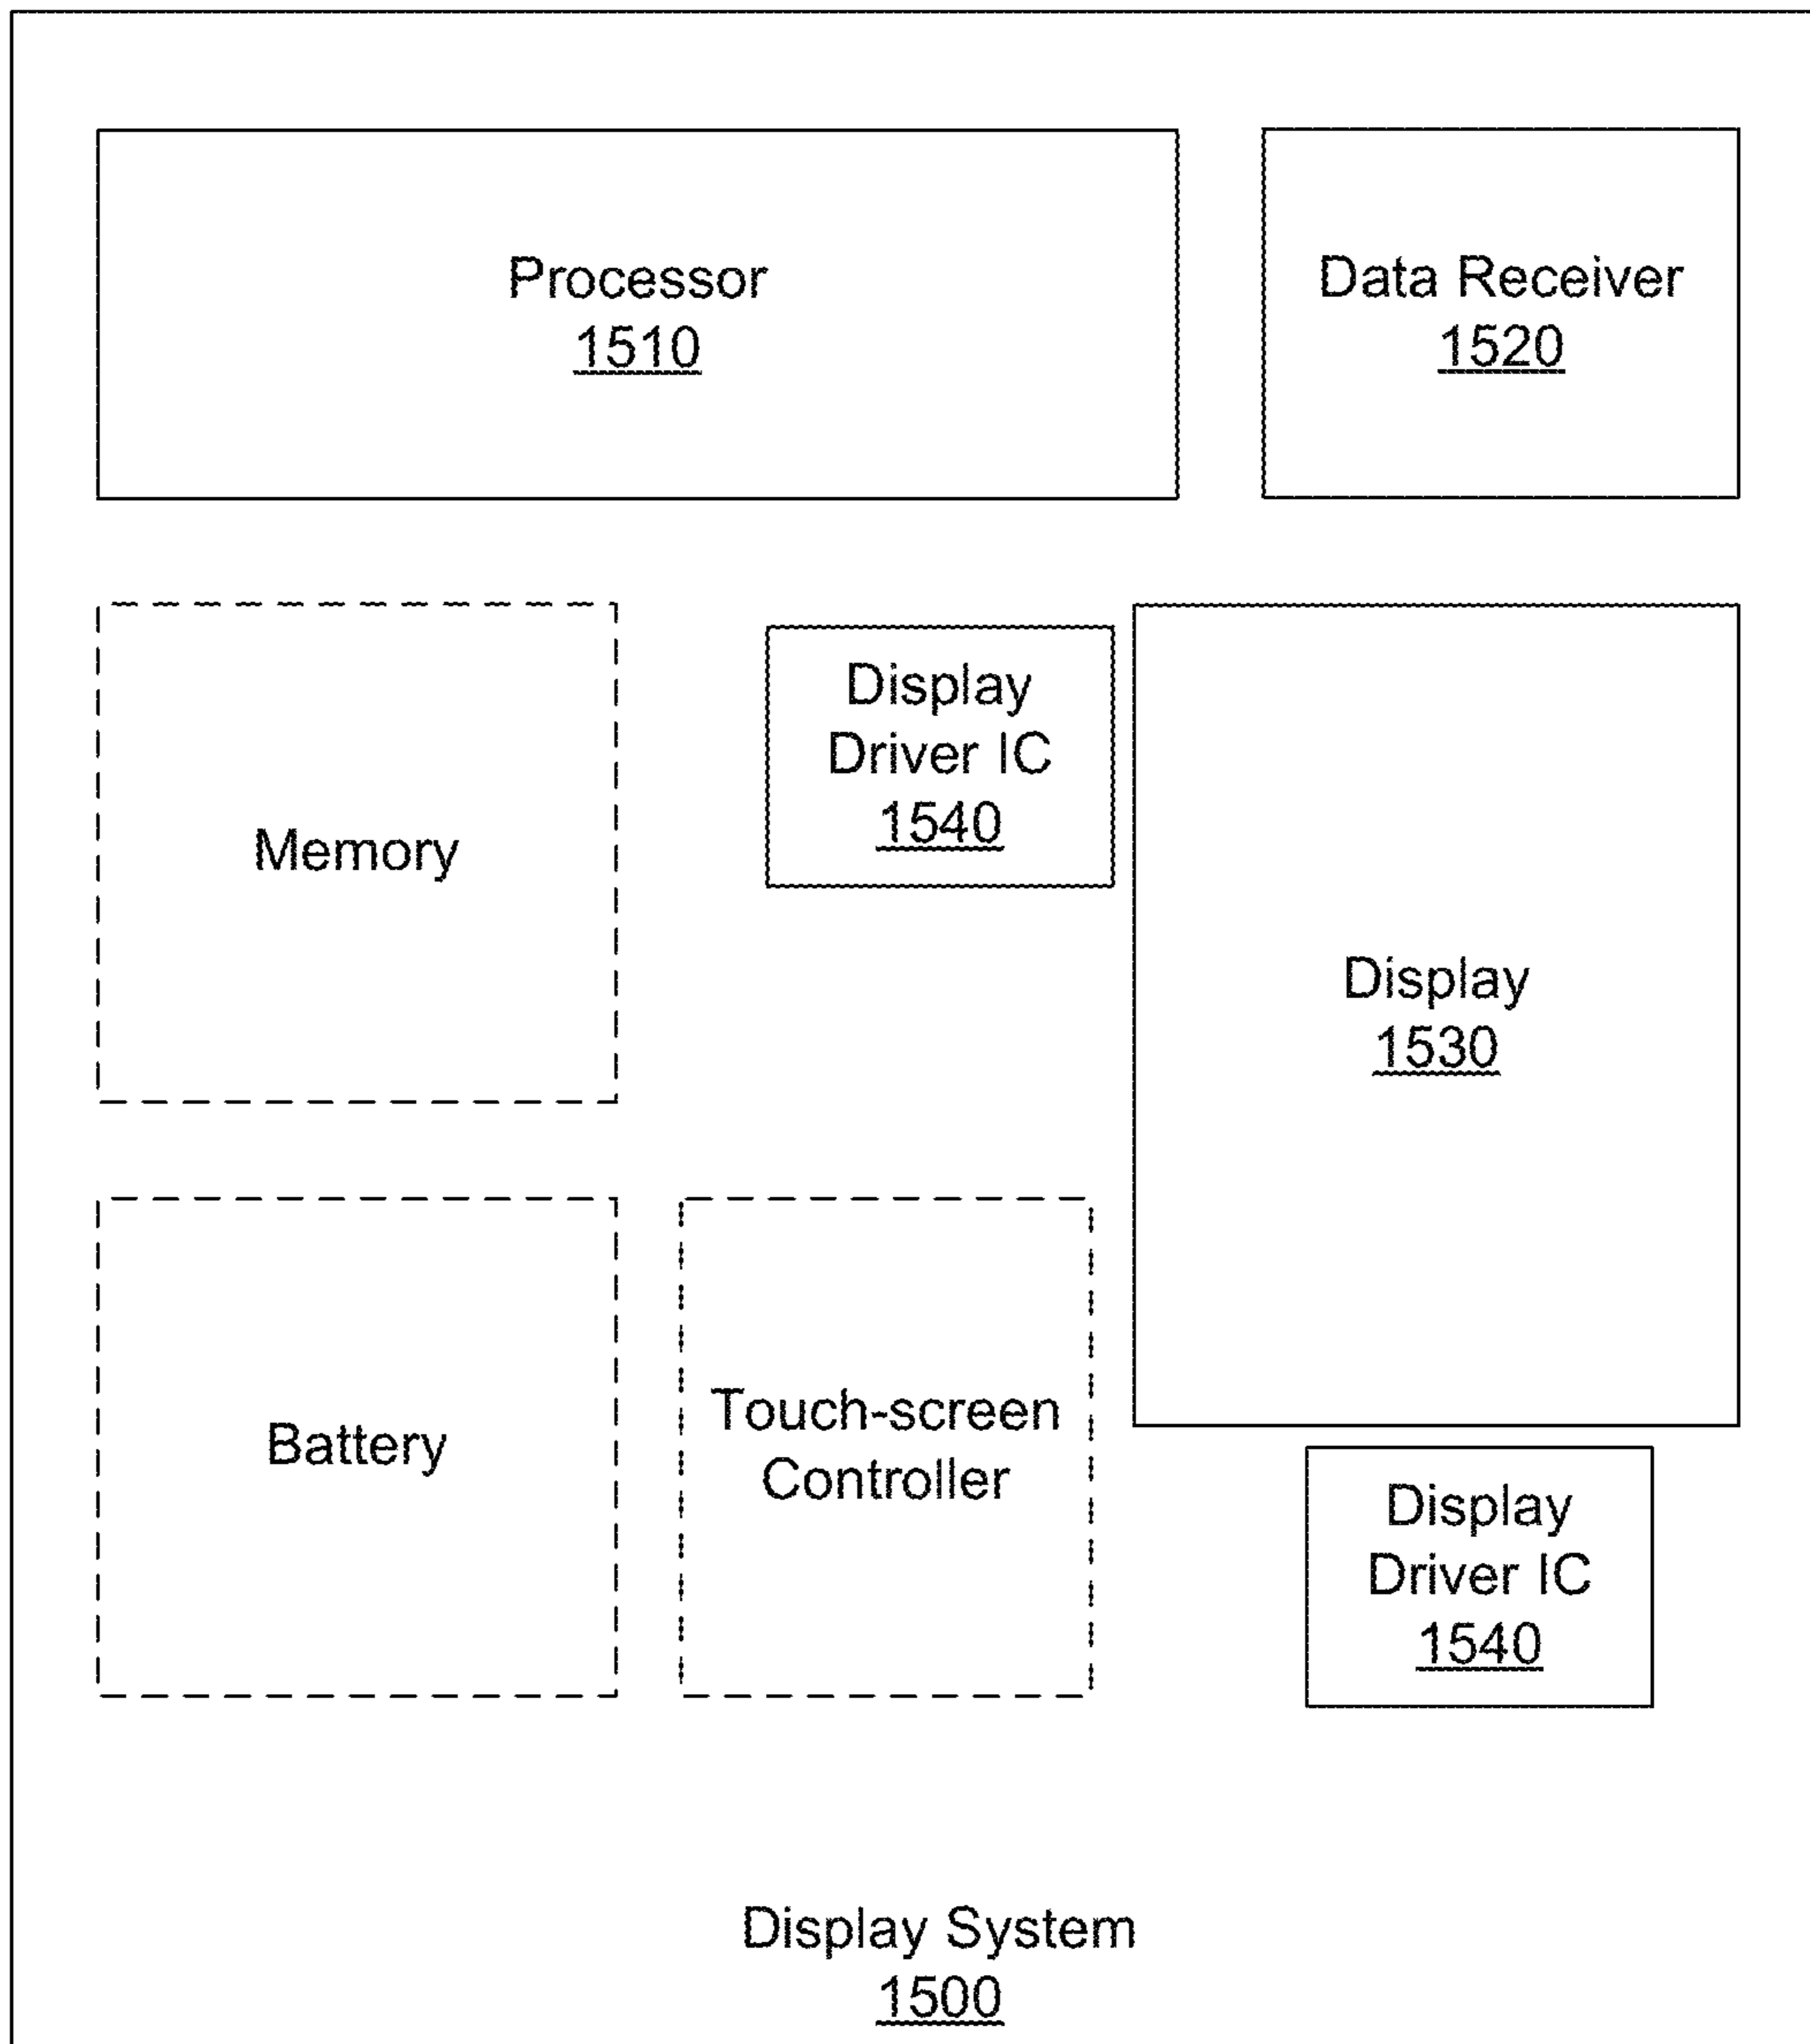 Processor
1510
Data Receiver
1520
Memory
Display
Driver IC
1540
Display
1530
Battery
Touch-screen
Controller
Display
Driver IC
1540
Display System
1500